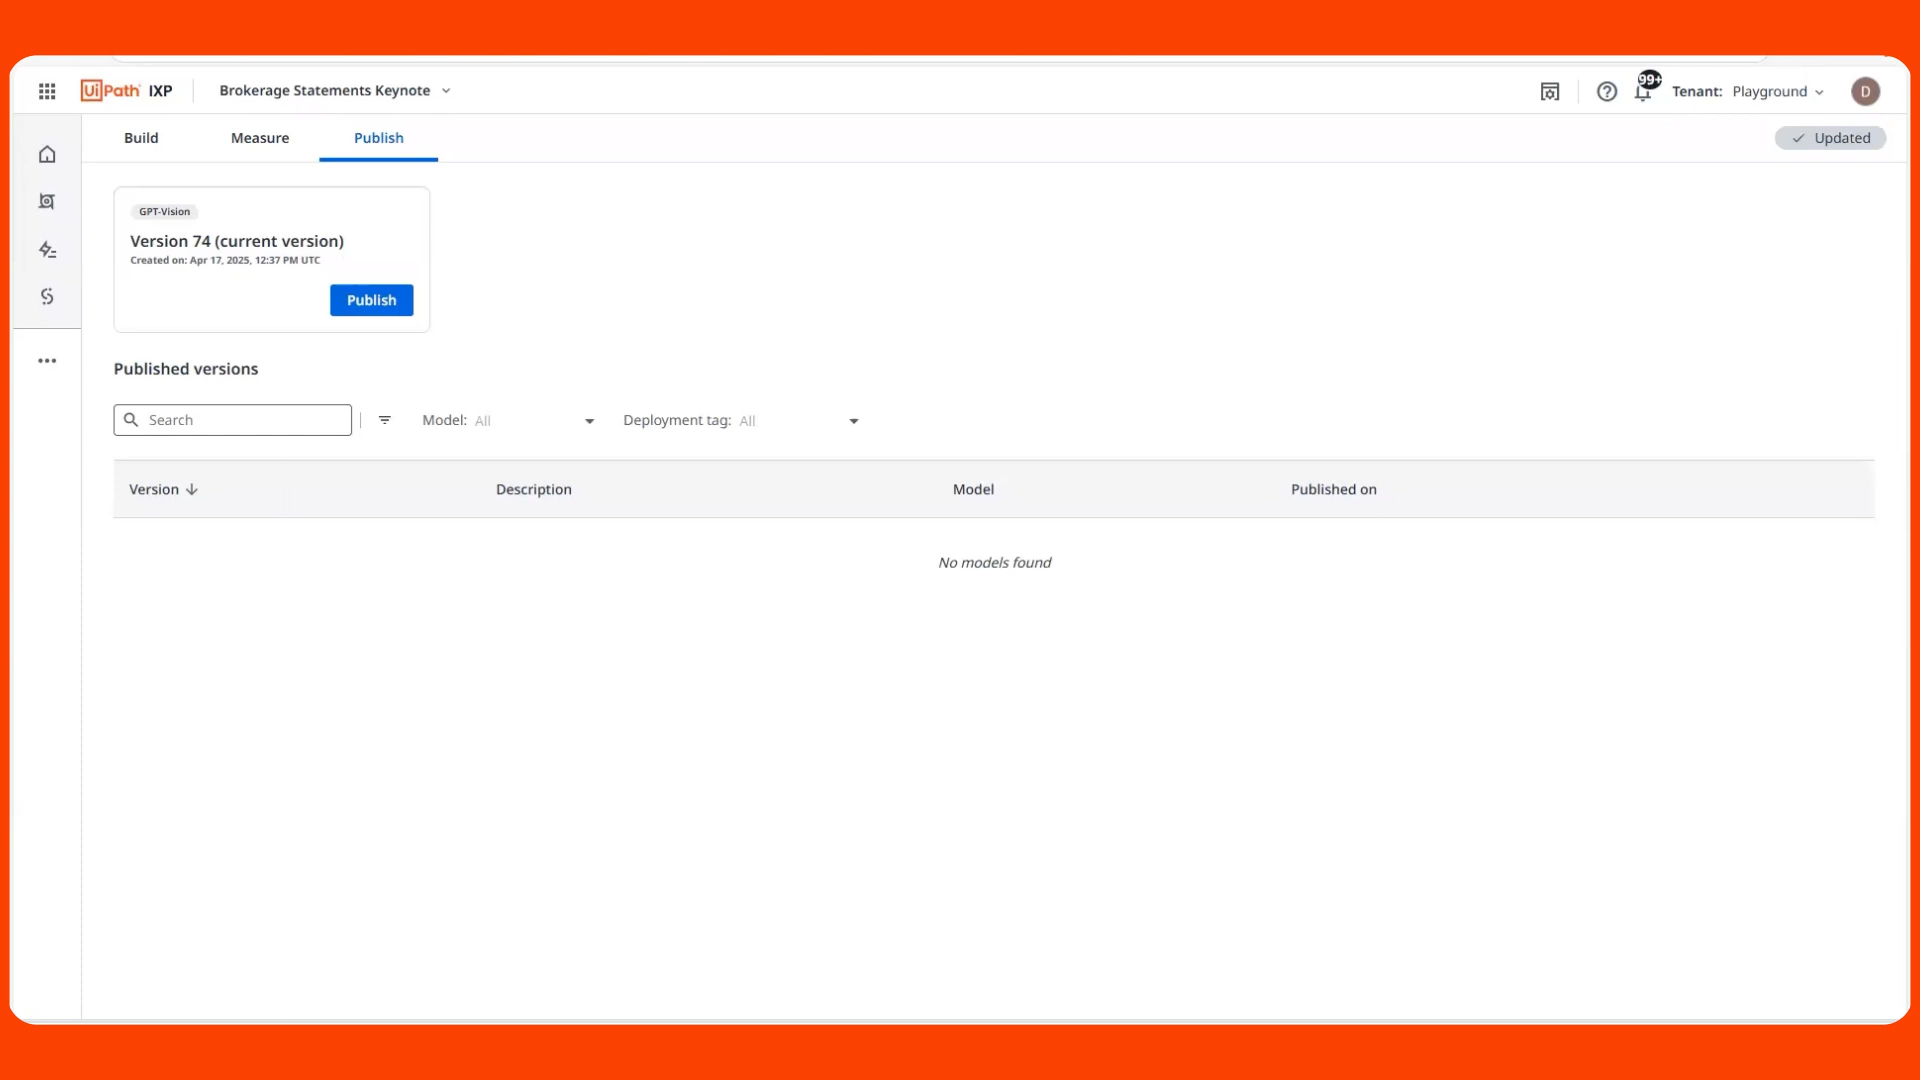 UiPath IXP
Brokerage Statements Keynote
99+
Tenant: Playground
D
Build
Measure
Publish
Updated
GPT-Vision
Version 74 (current version)
Created on: Apr 17, 2025, 12:37 PM UTC
Publish
Published versions
Search
Model: All
Deployment tag: All
Version
Description
Model
Published on
No models found